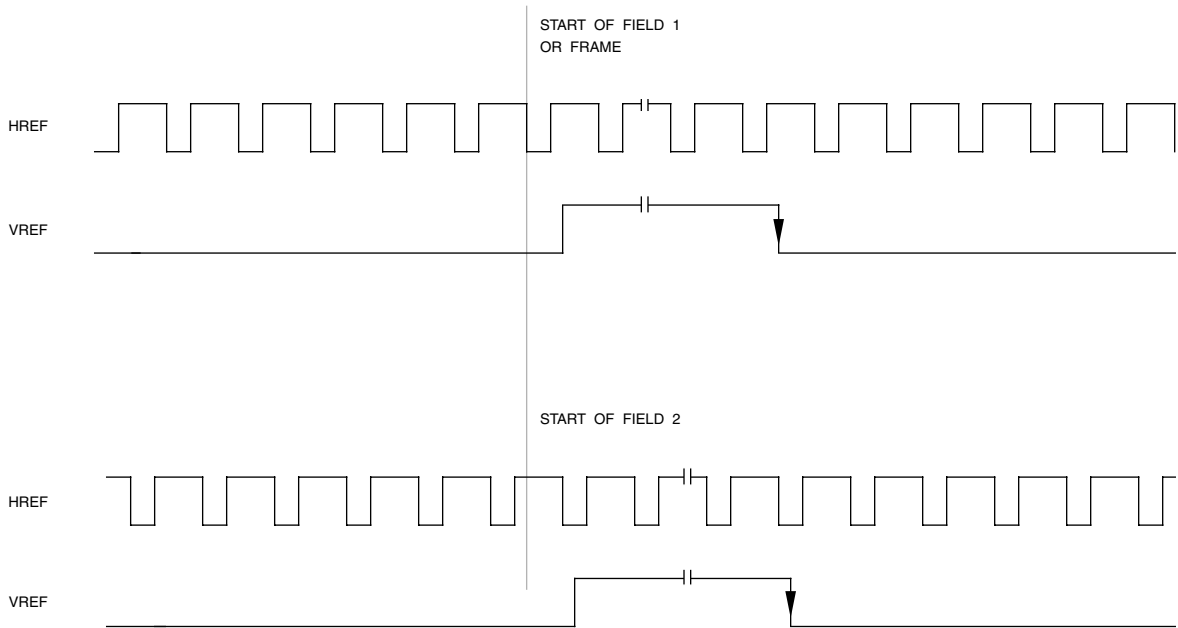 START OF FIELD 1
OR FRAME
HREF
VREF
START OF FIELD 2
HREF
VREF